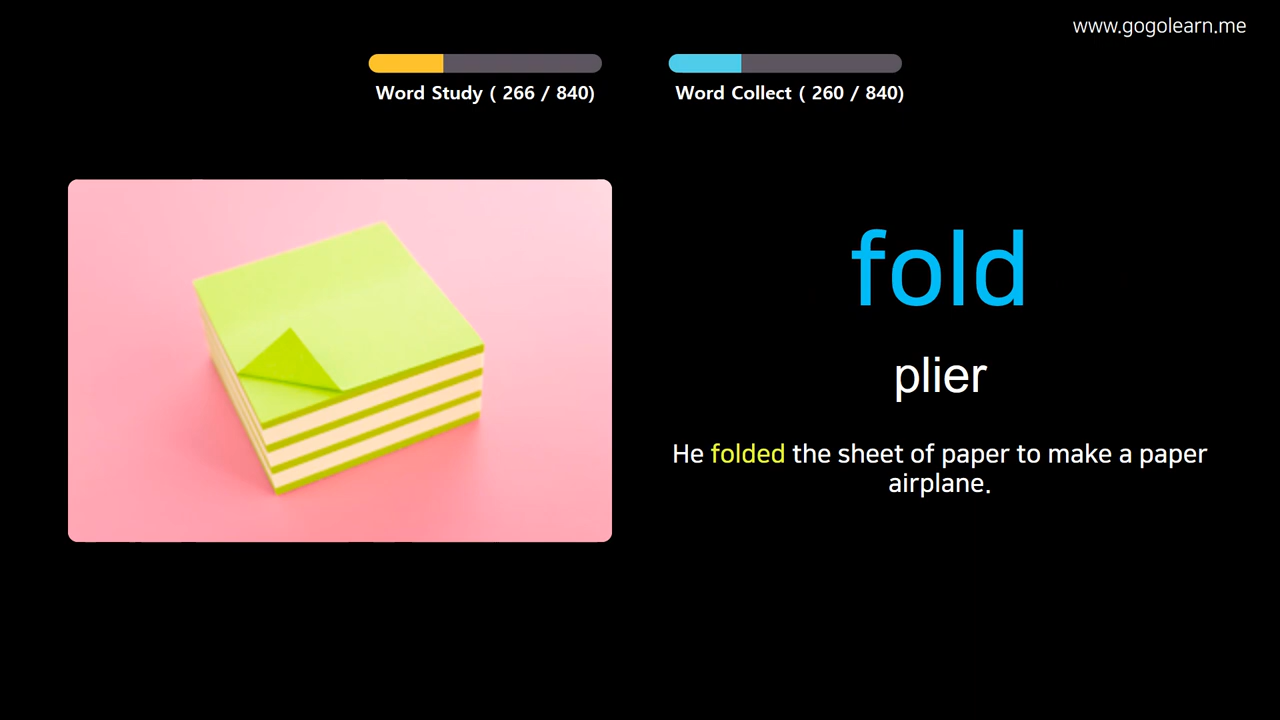 www.gogolearn.me
Word Study ( 266 / 840)
Word Collect ( 260 / 840)
fold
plier
He folded the sheet of paper to make a paper
airplane.